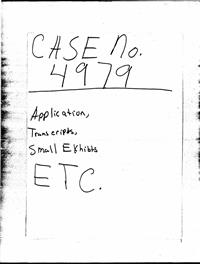 CASE No.
4979
Application,
Transcripts,
Small Exhibits
ETC.